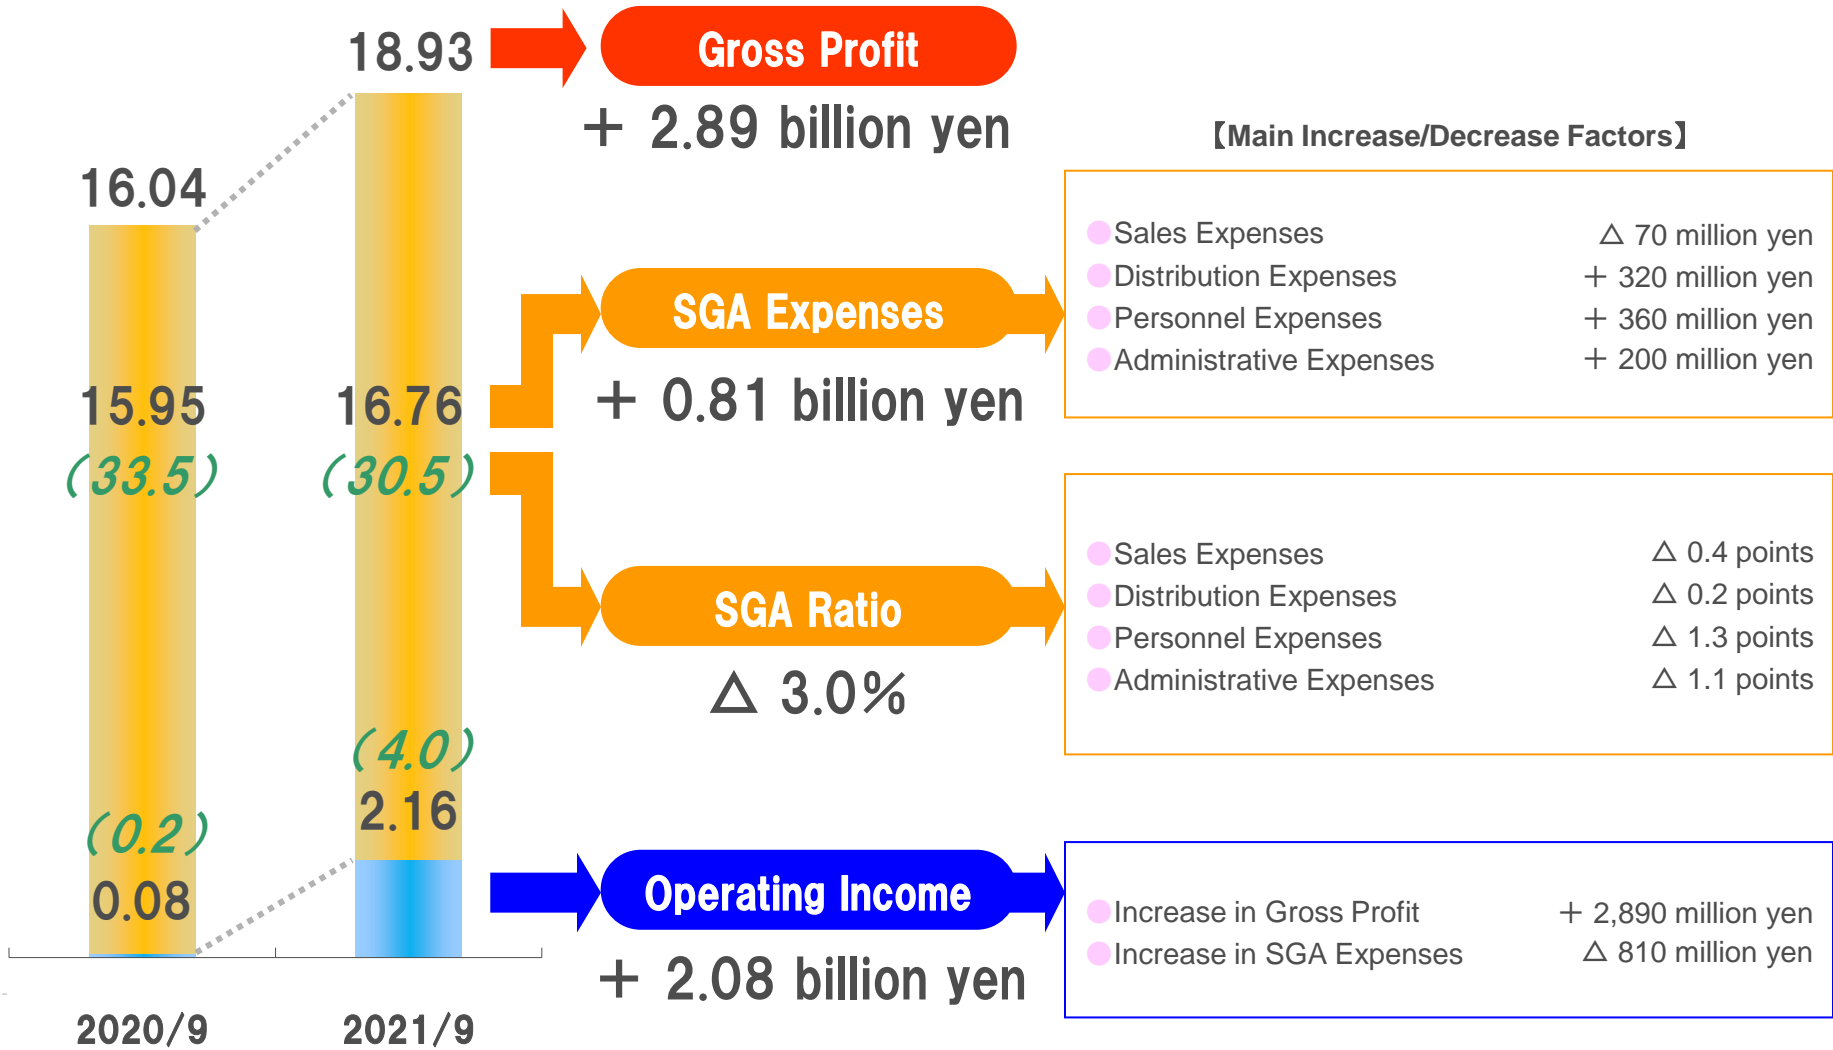 18.93
16.04
15.95
(33.5)
16.76
(30.5)
(4.0)
2.16
(0.2)
0.08
2020/9
2021/9
Gross Profit
+ 2.89 billion yen
SGA Expenses
+ 0.81 billion yen
SGA Ratio
△ 3.0%
Operating Income
+ 2.08 billion yen
【Main Increase/Decrease Factors】
Sales Expenses △ 70 million yen
Distribution Expenses + 320 million yen
Personnel Expenses + 360 million yen
Administrative Expenses + 200 million yen
Sales Expenses △ 0.4 points
Distribution Expenses △ 0.2 points
Personnel Expenses △ 1.3 points
Administrative Expenses △ 1.1 points
Increase in Gross Profit + 2,890 million yen
Increase in SGA Expenses △ 810 million yen